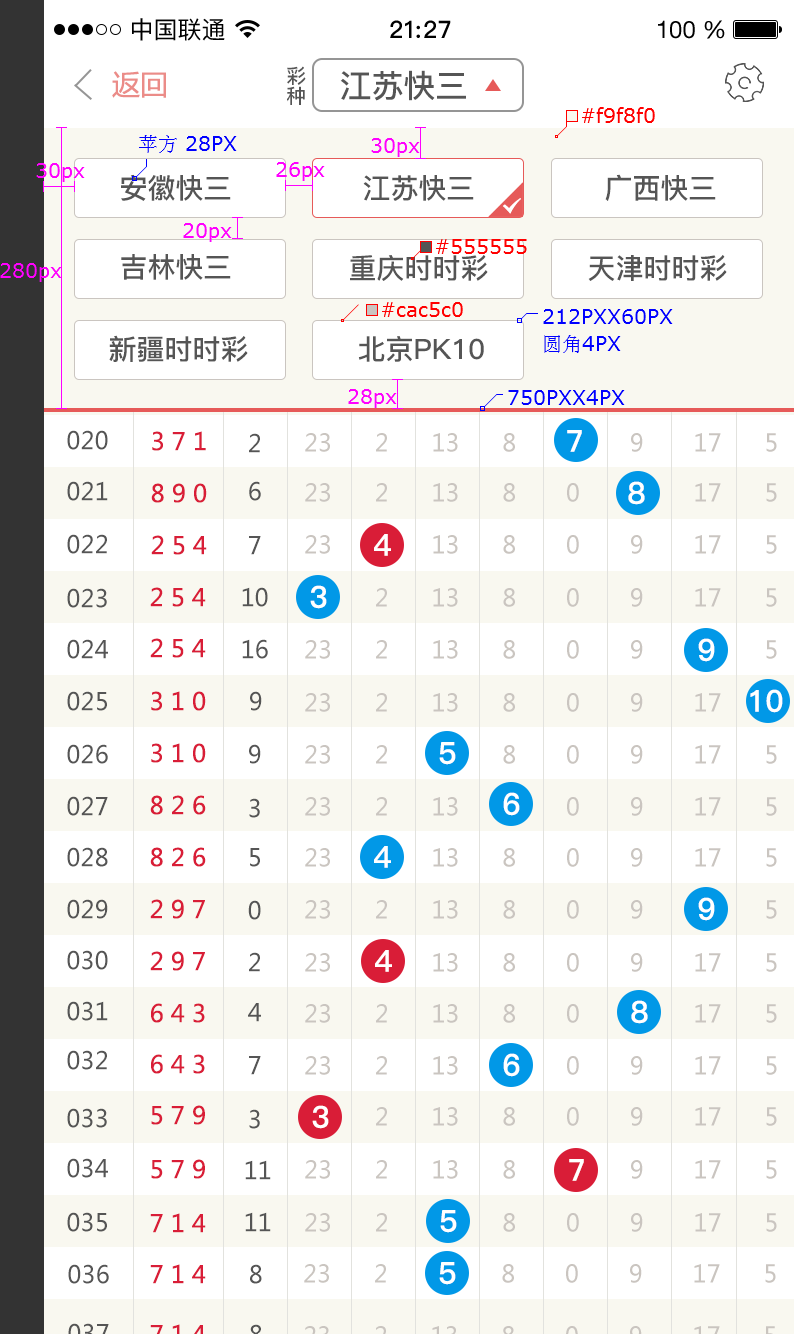 中国联通 21:27 100 %
返回 彩种 江苏快三
#f9f8f0
苹方 28PX 30px
30px 26px
安徽快三 江苏快三 广西快三
20px #555555
280px 吉林快三 重庆时时彩 天津时时彩
#cac5c0 212PXX60PX
圆角4PX
新疆时时彩 北京PK10
28px 750PXX4PX
020 3 7 1 2 23 2 13 8 7 9 17 5
021 8 9 0 6 23 2 13 8 0 8 17 5
022 2 5 4 7 23 4 13 8 0 9 17 5
023 2 5 4 10 3 2 13 8 0 9 17 5
024 2 5 4 16 23 2 13 8 0 9 9 5
025 3 1 0 9 23 2 13 8 0 9 17 10
026 3 1 0 9 23 2 5 8 0 9 17 5
027 8 2 6 3 23 2 13 6 0 9 17 5
028 8 2 6 5 23 4 13 8 0 9 17 5
029 2 9 7 0 23 2 13 8 0 9 9 5
030 2 9 7 2 23 4 13 8 0 9 17 5
031 6 4 3 4 23 2 13 8 0 8 17 5
032 6 4 3 7 23 2 13 6 0 9 17 5
033 5 7 9 3 3 2 13 8 0 9 17 5
034 5 7 9 11 23 2 13 8 7 9 17 5
035 7 1 4 11 23 2 5 8 0 9 17 5
036 7 1 4 8 23 2 5 8 0 9 17 5
037 7 1 4 8 23 2 13 8 0 9 17 5